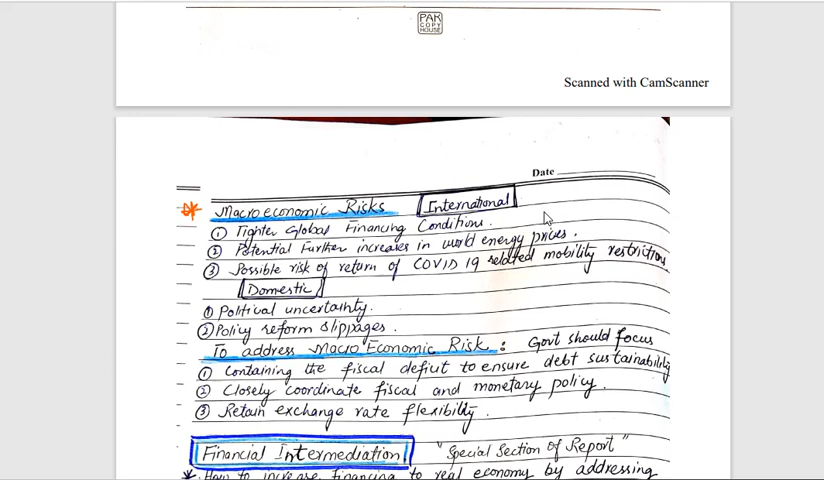 PAK
COPY
HOUSE
Scanned with CamScanner
Date
Macroeconomic Risks [International]
① Tighter Global Financing Conditions.
② Potential Further increases in world energy prices.
③ Possible risk of return of COVID 19 related mobility restrictions
[Domestic]
① Political uncertainty.
② Policy reform slippages.
To address Macro Economic Risk : Govt should focus
① Containing the fiscal deficit to ensure debt sustainability
② Closely coordinate fiscal and monetary policy.
③ Retain exchange rate flexibility.
Financial Intermediation "Special Section of Report"
* How to increase financing to real economy by addressing